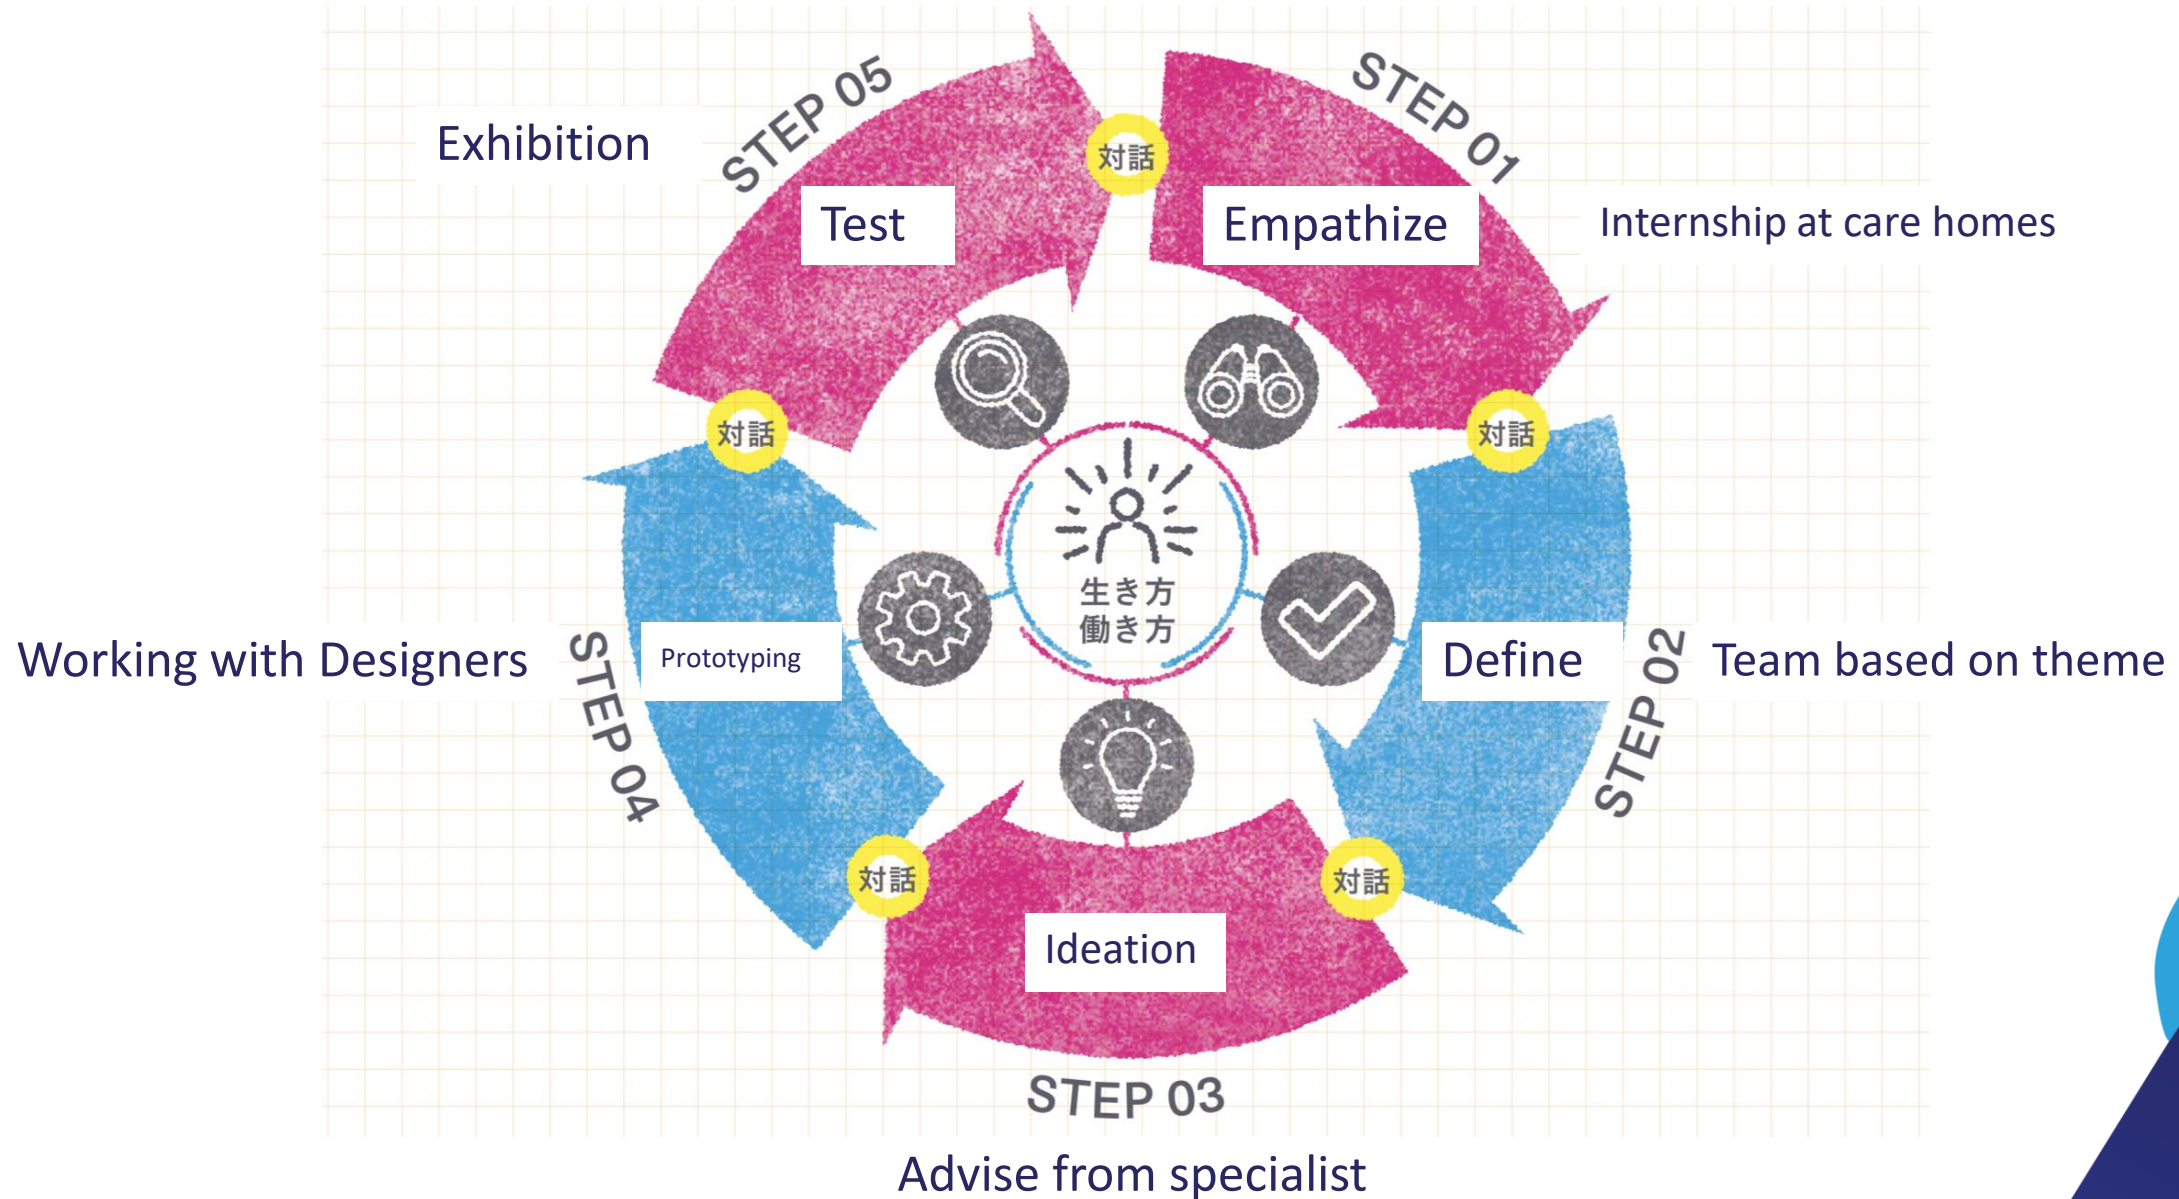 STEP 05
STEP 01
Exhibition
対話
Test
Empathize
Internship at care homes
対話
対話
生き方
働き方
Working with Designers
STEP 04
Prototyping
Define
STEP 02
Team based on theme
対話
対話
Ideation
STEP 03
Advise from specialist